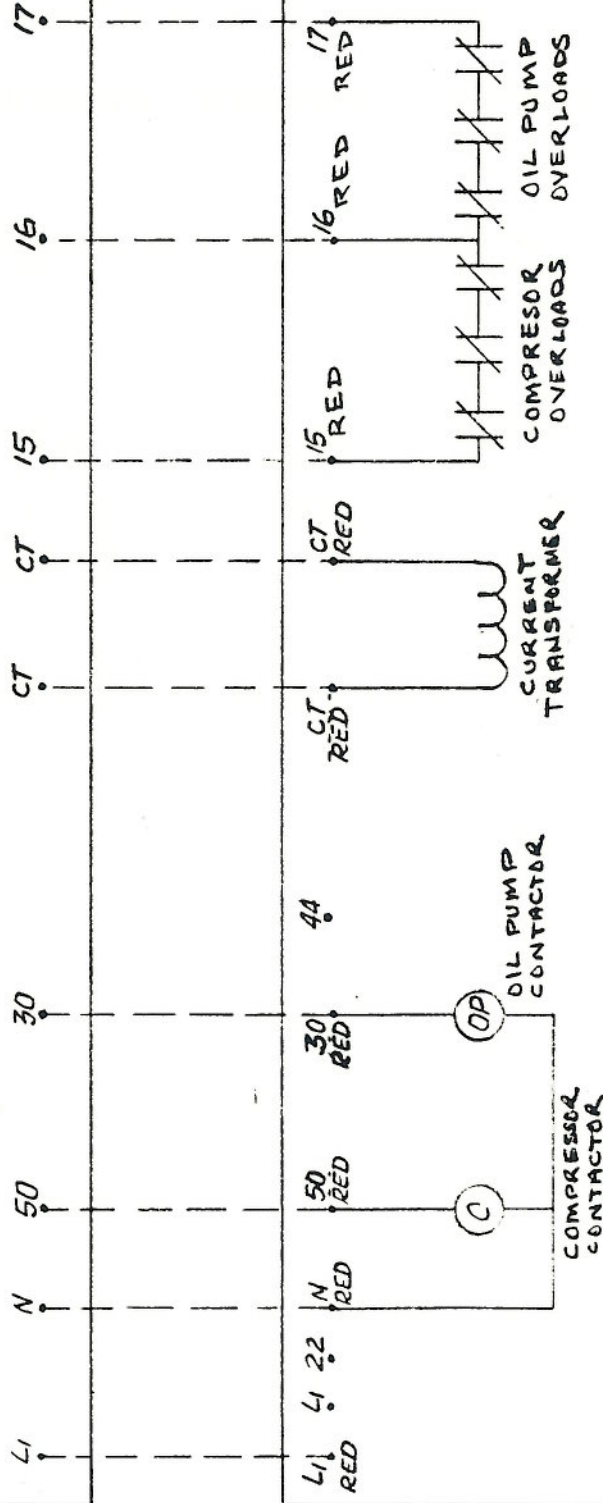 L1 N 50 30 CT CT 15 16 17
L1
RED
L1
22
N
RED
50
RED
30
RED
44
CT
RED
CT
RED
15
RED
16
RED
17
RED
C
OP
COMPRESSOR
CONTACTOR
OIL PUMP
CONTACTOR
CURRENT
TRANSFORMER
COMPRESOR
OVERLOADS
OIL PUMP
OVERLOADS